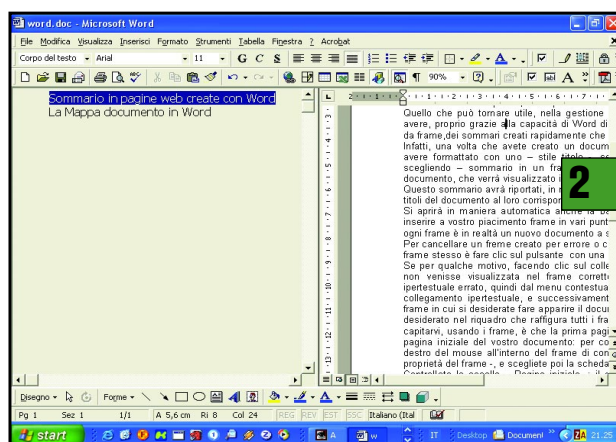 word.doc - Microsoft Word
File Modifica Visualizza Inserisci Formato Strumenti Tabella Finestra ? Acrobat
Corpo del testo Arial 11 G C S
90%
Sommario in pagine web create con Word
La Mappa documento in Word
Quello che può tornare utile, nella gestione
avere, proprio grazie alla capacità di Word di
da frame,dei sommari creati rapidamente che
Infatti, una volta che avete creato un docum
avere formattato con uno – stile titolo
scegliendo – sommario in un fra
documento, che verrà visualizzato i
Questo sommario avrà riportati, in
titoli del documento al loro corrispon
Si aprirà in maniera automatica anche la
inserire a vostro piacimento frame in vari punt
ogni frame è in realtà un nuovo documento a s
Per cancellare un freme creato per errore o c
frame stesso è fare clic sul pulsante con una
Se per qualche motivo, facendo clic sul colle
non venisse visualizzata nel frame corrett
ipertestuale errato, quindi dal menu contestua
collegamento ipertestuale, e successivament
frame in cui si desiderate fare apparire il docu
desiderato nel riquadro che raffigura tutti i fra
capitarvi, usando i frame, è che la prima pagi
pagina iniziale del vostro documento: per co
destro del mouse all'interno del frame di con
proprietà del frame -, e scegliete poi la scheda
2
Disegno Forme
Pg 1 Sez 1 1/1 A 5,6 cm Ri 8 Col 24 REG REV EST SSC Italiano (Ital
start A w IT Desktop Document 21.25